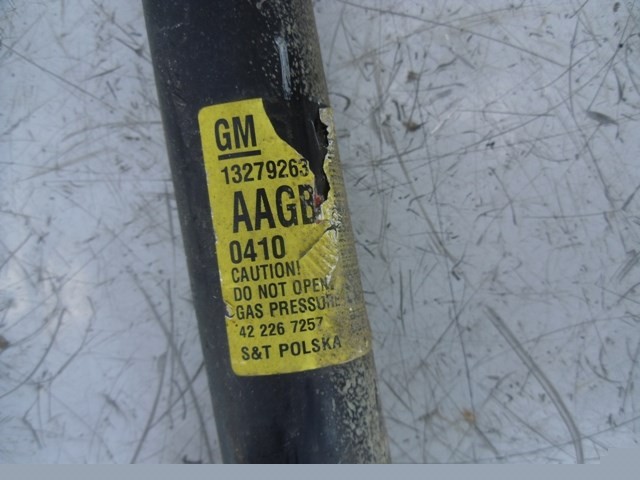 GM
13279263
AAGB
0410
CAUTION!
DO NOT OPEN!
GAS PRESSURE
42 226 7257
S&T POLSKA